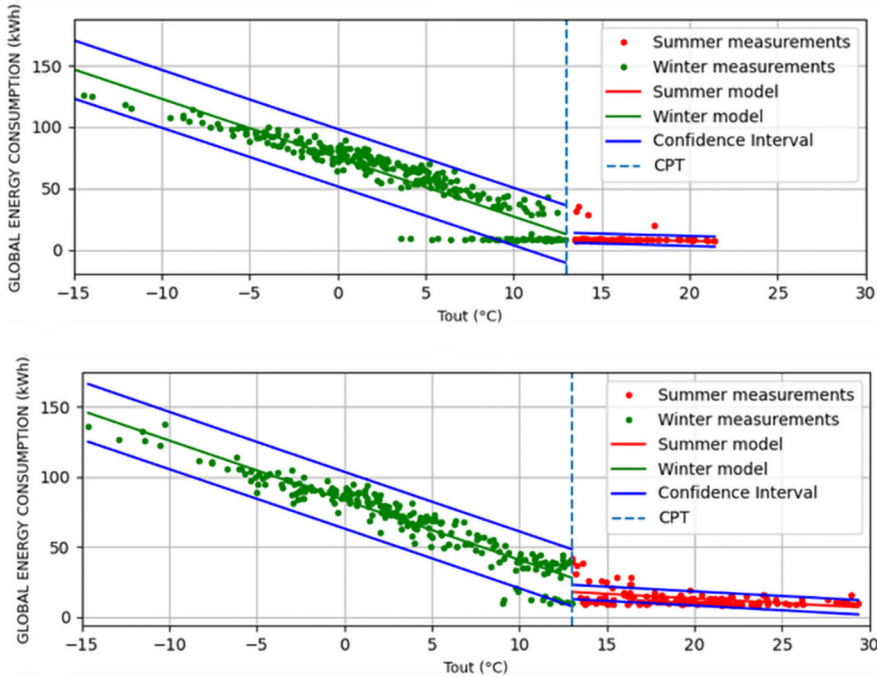 GLOBAL ENERGY CONSUMPTION (kWh)
150
100
50
0
Summer measurements
Winter measurements
Summer model
Winter model
Confidence Interval
CPT
−15 −10 −5 0 5 10 15 20 25 30
Tout (°C)
GLOBAL ENERGY CONSUMPTION (kWh)
150
100
50
0
Summer measurements
Winter measurements
Summer model
Winter model
Confidence Interval
CPT
−15 −10 −5 0 5 10 15 20 25 30
Tout (°C)